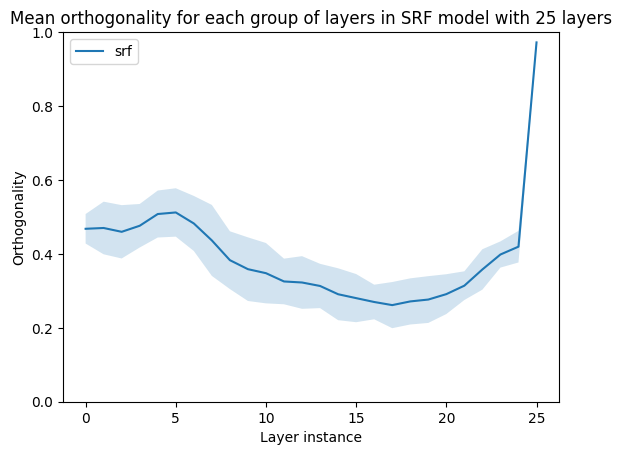 Mean orthogonality for each group of layers in SRF model with 25 layers
srf
1.0
0.8
0.6
0.4
0.2
0.0
Orthogonality
0 5 10 15 20 25
Layer instance